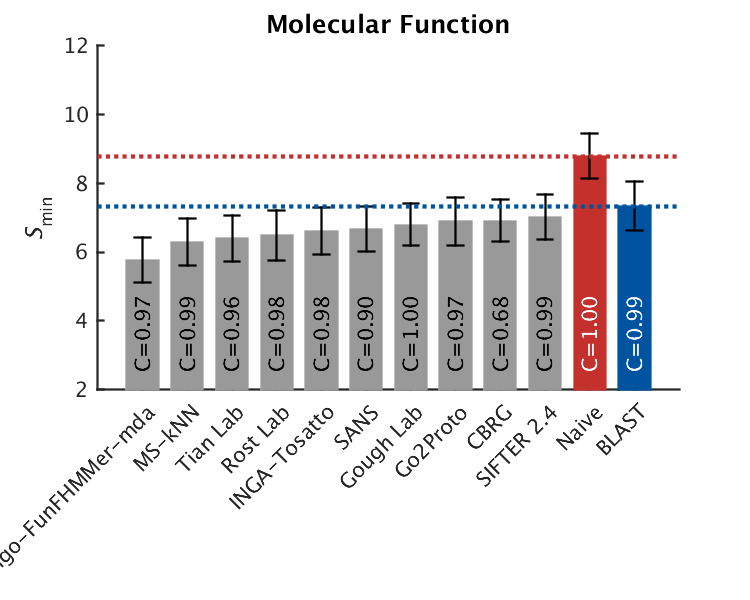 Molecular Function
12
10
8
6
4
2
Smin
C=0.97
C=0.99
C=0.96
C=0.98
C=0.98
C=0.90
C=1.00
C=0.97
C=0.68
C=0.99
C=1.00
C=0.99
go-FunFHMMer-mda
MS-kNN
Tian Lab
Rost Lab
INGA-Tosatto
SANS
Gough Lab
Go2Proto
CBRG
SIFTER 2.4
Naive
BLAST